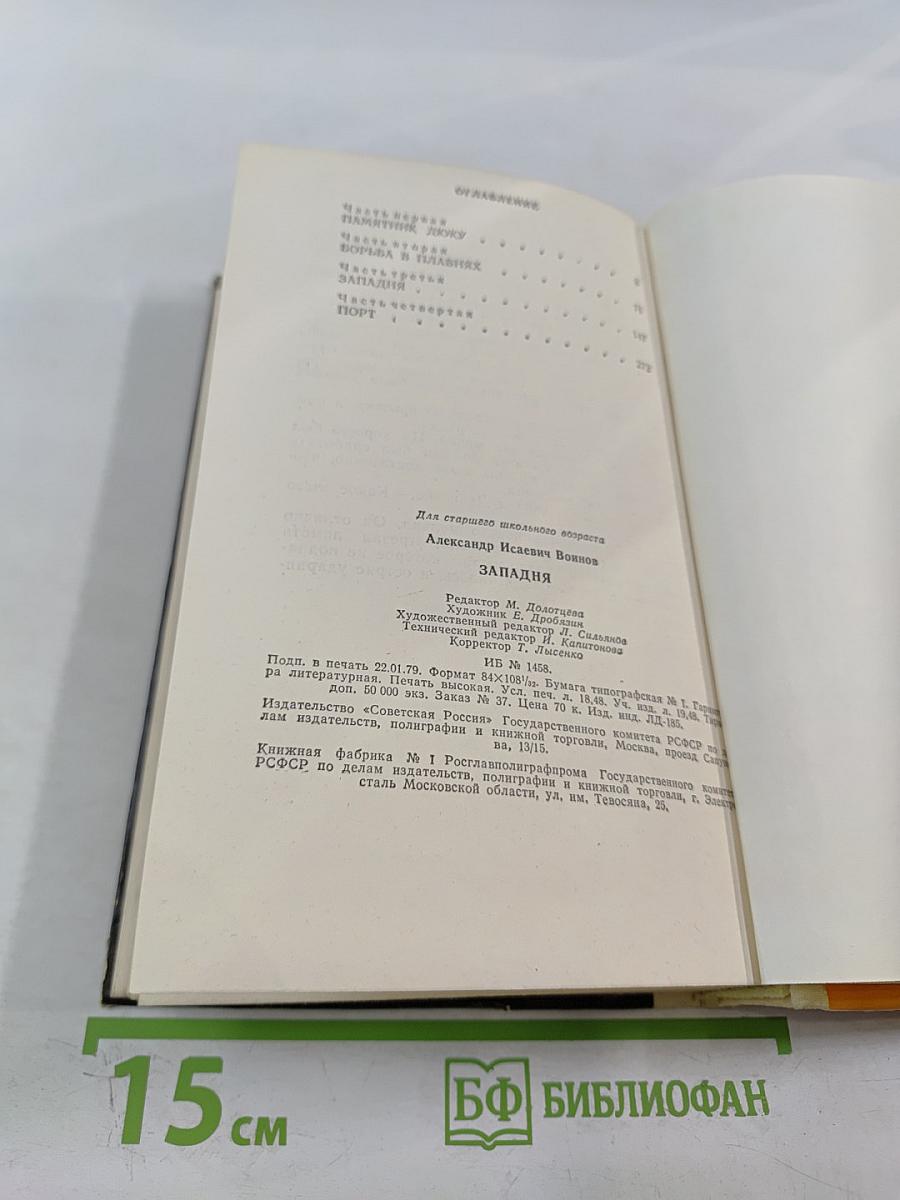 ОГЛАВЛЕНИЕ
Часть первая
ПАМЯТНИК ДЮКУ
Часть вторая
БОРЬБА В ПЛАВНЯХ
Часть третья
ЗАПАДНЯ
Часть четвертая
ПОРТ 272
Для старшего школьного возраста
Александр Исаевич Воинов
ЗАПАДНЯ
Редактор М. Долотцева
Художник Е. Дробязин
Художественный редактор Л. Сильянов
Технический редактор И. Капитонова
Корректор Т. Лысенко
ИБ № 1458.
Подп. в печать 22.01.79. Формат 84×108¹/₃₂. Бумага типографская № 1.
ра литературная. Печать высокая. Усл. печ. л. 18,48. Уч. изд. л. 19,48.
доп. 50 000 экз. Заказ № 37. Цена 70 к. Изд. инд. ЛД-185.
Издательство «Советская Россия» Государственного комитета РСФСР по
лам издательств, полиграфии и книжной торговли, Москва, проезд
ва, 13/15.
Книжная фабрика № 1 Росглавполиграфпрома Государственного
РСФСР по делам издательств, полиграфии и книжной торговли, г.
сталь Московской области, ул. им. Тевосяна, 25.
15 см
БФ БИБЛИОФАН